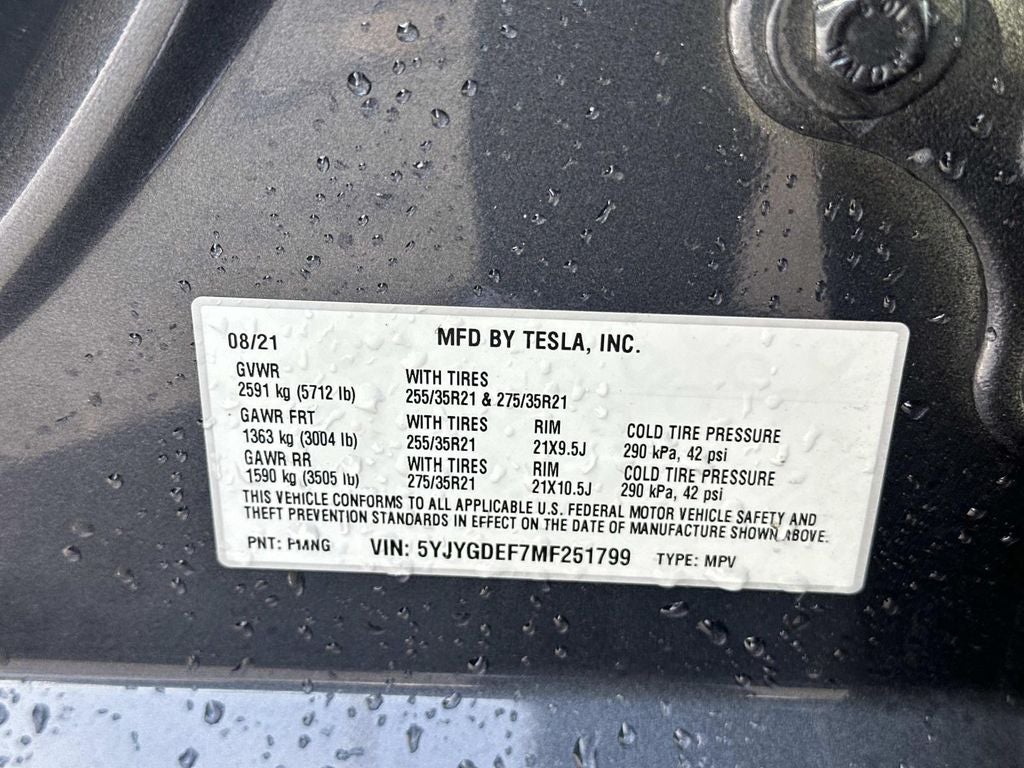 08/21 MFD BY TESLA, INC.
GVWR WITH TIRES
2591 kg (5712 lb) 255/35R21 & 275/35R21
GAWR FRT WITH TIRES RIM COLD TIRE PRESSURE
1363 kg (3004 lb) 255/35R21 21X9.5J 290 kPa, 42 psi
GAWR RR WITH TIRES RIM COLD TIRE PRESSURE
1590 kg (3505 lb) 275/35R21 21X10.5J 290 kPa, 42 psi
THIS VEHICLE CONFORMS TO ALL APPLICABLE U.S. FEDERAL MOTOR VEHICLE SAFETY AND
THEFT PREVENTION STANDARDS IN EFFECT ON THE DATE OF MANUFACTURE SHOWN ABOVE.
PNT: VIN: 5YJYGDEF7MF251799 TYPE: MPV